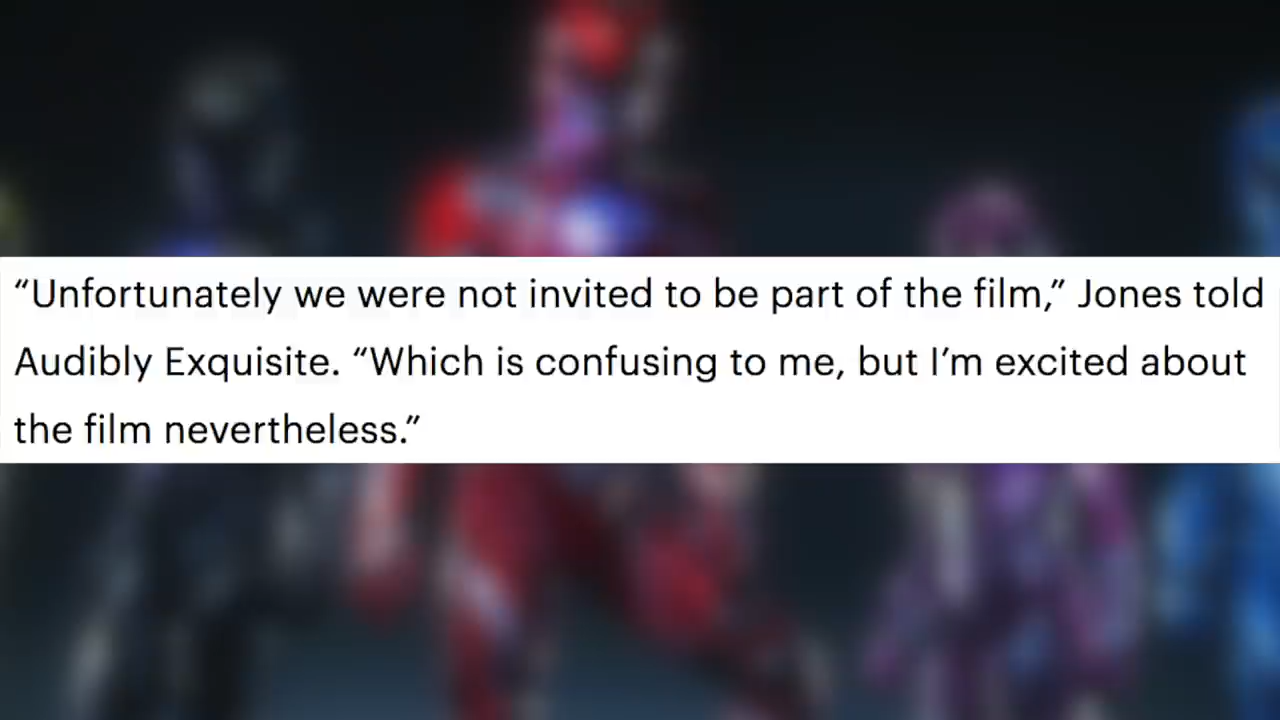 “Unfortunately we were not invited to be part of the film,” Jones told
Audibly Exquisite. “Which is confusing to me, but I’m excited about
the film nevertheless.”